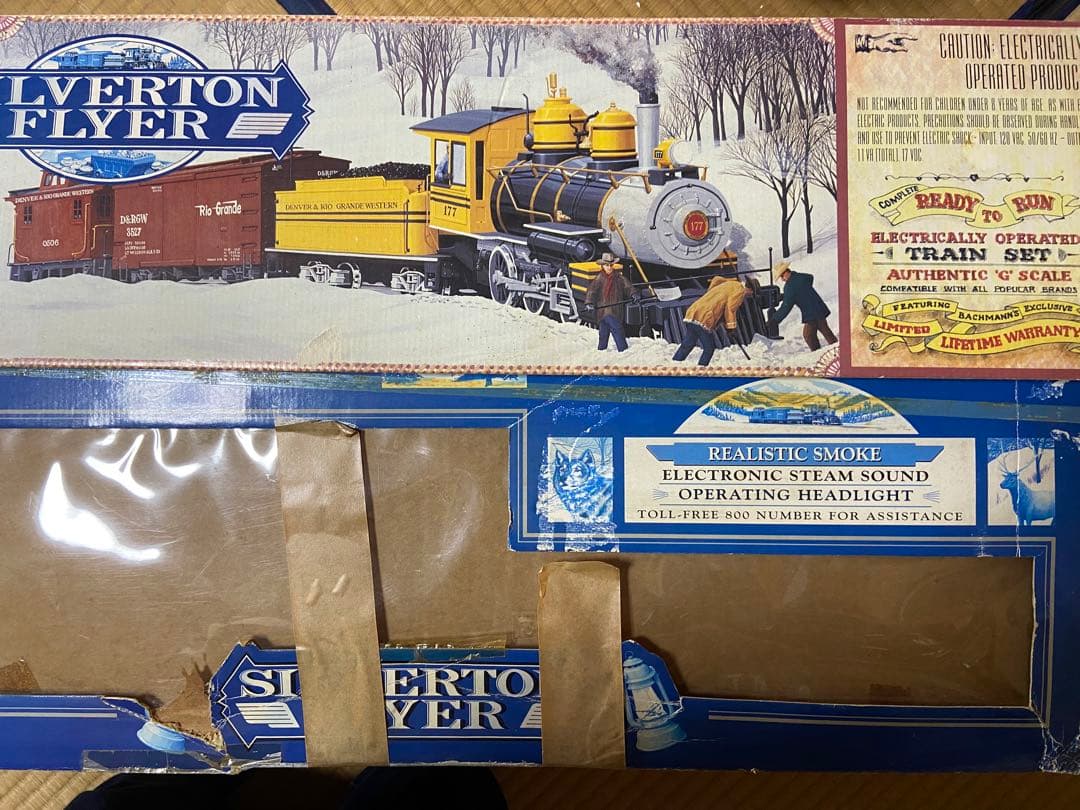 LVERTON
FLYER
DENVER & RIO GRANDE WESTERN
0506
D&RGW
3527
Rio Grande
DENVER & RIO GRANDE WESTERN
177
177
177
CAUTION: ELECTRICALLY
OPERATED PRODUC
NOT RECOMMENDED FOR CHILDREN UNDER 8 YEARS OF AGE. AS WITH
ELECTRIC PRODUCTS, PRECAUTIONS SHOULD BE OBSERVED DURING HANDL
AND USE TO PREVENT ELECTRIC SHOCK - INPUT 120 VAC 50/60 HZ - OUT
11 VA (TOTAL), 17 VDC
COMPLETE
READY TO RUN
ELECTRICALLY OPERATED
TRAIN SET
AUTHENTIC 'G' SCALE
COMPATIBLE WITH ALL POPULAR BRANDS
FEATURING BACHMANN'S EXCLUSIVE
LIMITED LIFETIME WARRANTY
REALISTIC SMOKE
ELECTRONIC STEAM SOUND
OPERATING HEADLIGHT
TOLL-FREE 800 NUMBER FOR ASSISTANCE
SI ERTO
YER